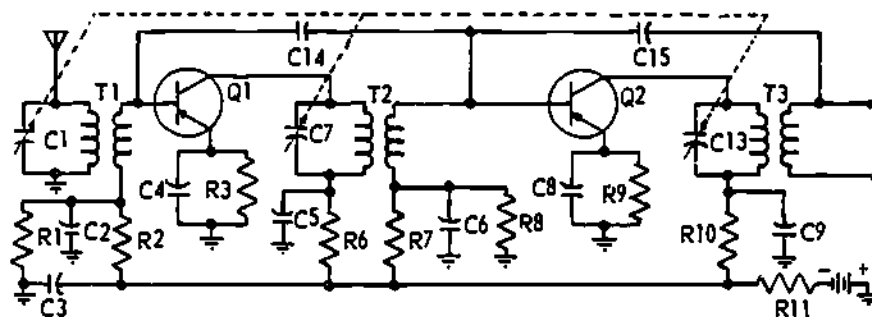 C14
C15
T1
Q1
T2
Q2
T3
C1
C7
C13
C4
R3
C8
R9
R1
C2
R2
C5
R6
R7
C6
R8
R10
C9
C3
R11
- +